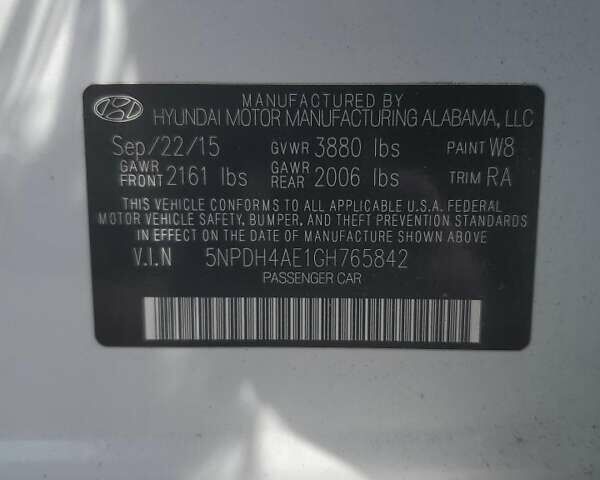 MANUFACTURED BY
HYUNDAI MOTOR MANUFACTURING ALABAMA, LLC
Sep/22/15 GVWR 3880 lbs PAINT W8
GAWR FRONT 2161 lbs GAWR REAR 2006 lbs TRIM RA
THIS VEHICLE CONFORMS TO ALL APPLICABLE U.S.A. FEDERAL
MOTOR VEHICLE SAFETY, BUMPER, AND THEFT PREVENTION STANDARDS
IN EFFECT ON THE DATE OF MANUFACTURE SHOWN ABOVE
V.I.N 5NPDH4AE1GH765842
PASSENGER CAR